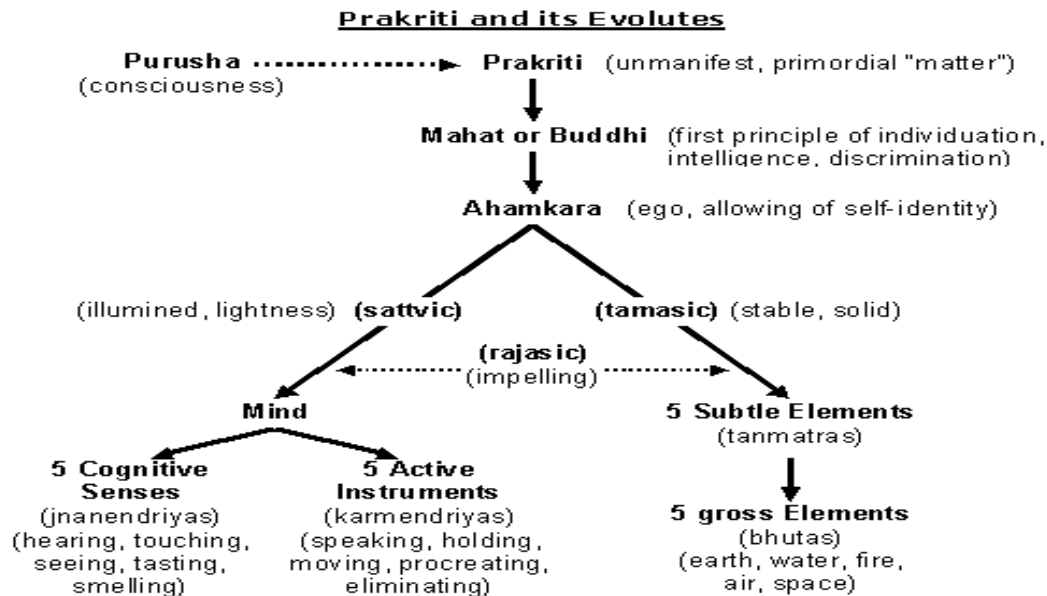 Prakriti and its Evolutes
Purusha Prakriti (unmanifest, primordial "matter")
(consciousness)
Mahat or Buddhi (first principle of individuation,
intelligence, discrimination)
Ahamkara (ego, allowing of self-identity)
(illumined, lightness) (sattvic) (tamasic) (stable, solid)
(rajasic)
(impelling)
Mind
5 Cognitive
Senses
(jnanendriyas)
(hearing, touching,
seeing, tasting,
smelling)
5 Active
Instruments
(karmendriyas)
(speaking, holding,
moving, procreating,
eliminating)
5 Subtle Elements
(tanmatras)
5 gross Elements
(bhutas)
(earth, water, fire,
air, space)